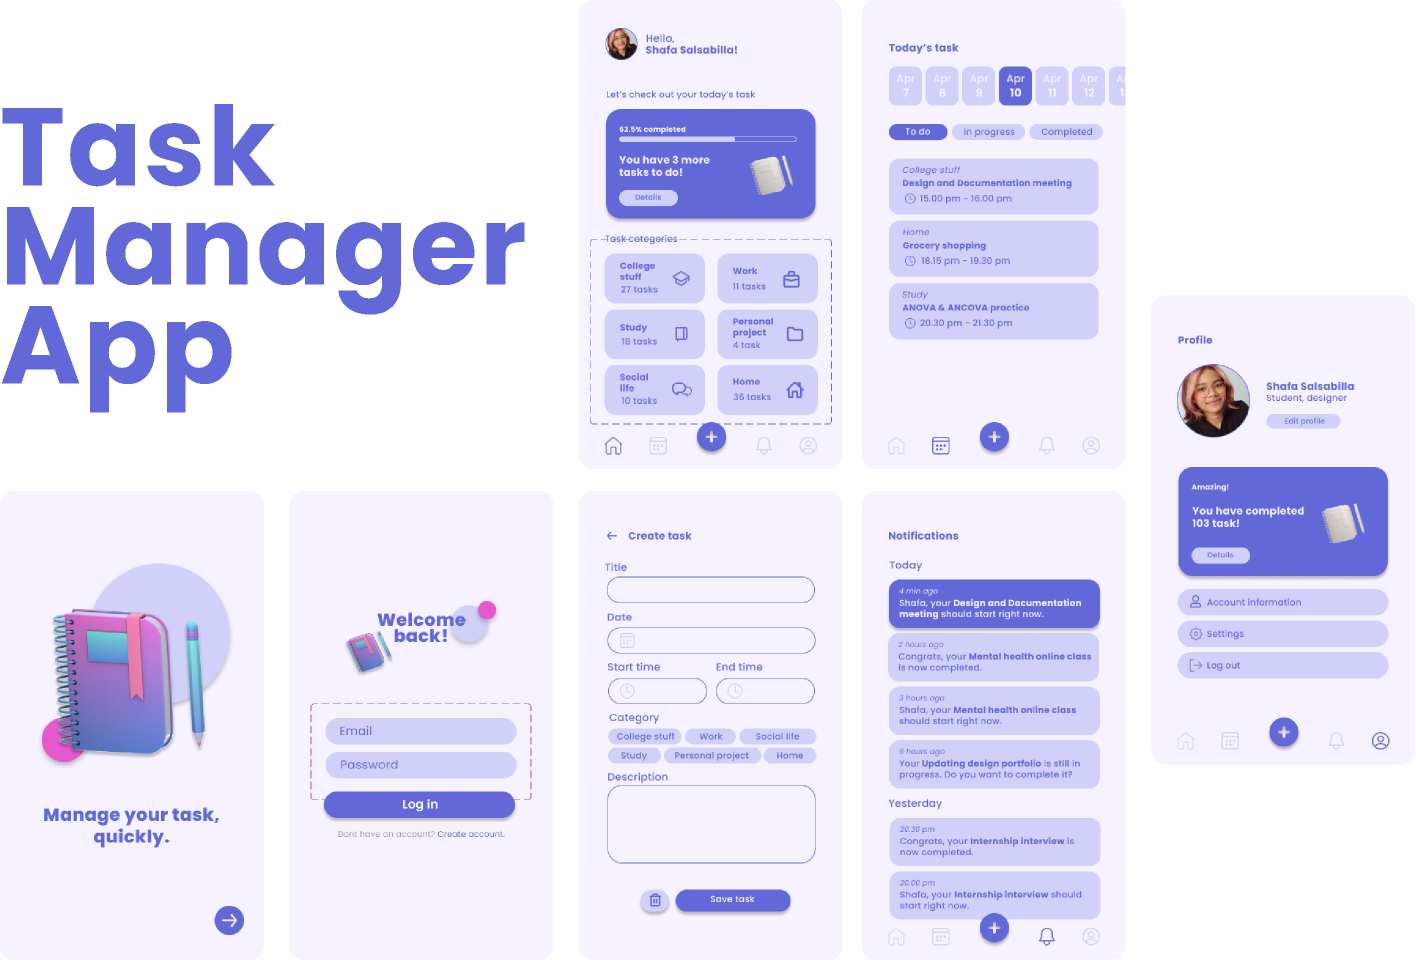 Task
Manager
App
Hello,
Shafa Salsabilla!
Let's check out your today's task
62.5% completed
You have 3 more
tasks to do!
Details
Task categories
College
stuff
27 tasks
Work
11 tasks
Study
18 tasks
Personal
project
4 task
Social
life
10 tasks
Home
36 tasks
Today's task
Apr
7
Apr
8
Apr
9
Apr
10
Apr
11
Apr
12
To do
In progress
Completed
College stuff
Design and Documentation meeting
15.00 pm - 16.00 pm
Home
Grocery shopping
18.15 pm - 19.30 pm
Study
ANOVA & ANCOVA practice
20.30 pm - 21.30 pm
Profile
Shafa Salsabilla
Student, designer
Edit profile
Amazing!
You have completed
103 task!
Details
Account information
Settings
Log out
Manage your task,
quickly.
Welcome
back!
Email
Password
Log in
Dont have an account? Create account.
Create task
Title
Date
Start time
End time
Category
College stuff
Work
Social life
Study
Personal project
Home
Description
Save task
Notifications
Today
4 min ago
Shafa, your Design and Documentation
meeting should start right now.
2 hours ago
Congrats, your Mental health online class
is now completed.
3 hours ago
Shafa, your Mental health online class
should start right now.
6 hours ago
Your Updating design portfolio is still in
progress. Do you want to complete it?
Yesterday
20.30 pm
Congrats, your Internship interview is
now completed.
20.00 pm
Shafa, your Internship interview should
start right now.